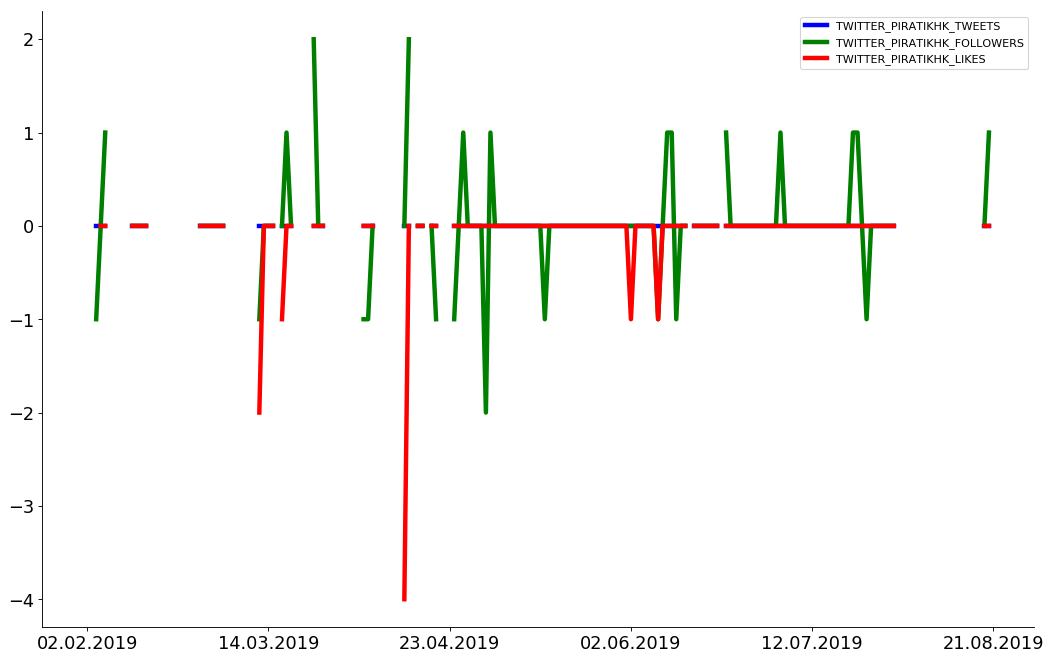 TWITTER_PIRATIKHK_TWEETS
TWITTER_PIRATIKHK_FOLLOWERS
TWITTER_PIRATIKHK_LIKES
2
1
0
−1
−2
−3
−4
02.02.2019 14.03.2019 23.04.2019 02.06.2019 12.07.2019 21.08.2019